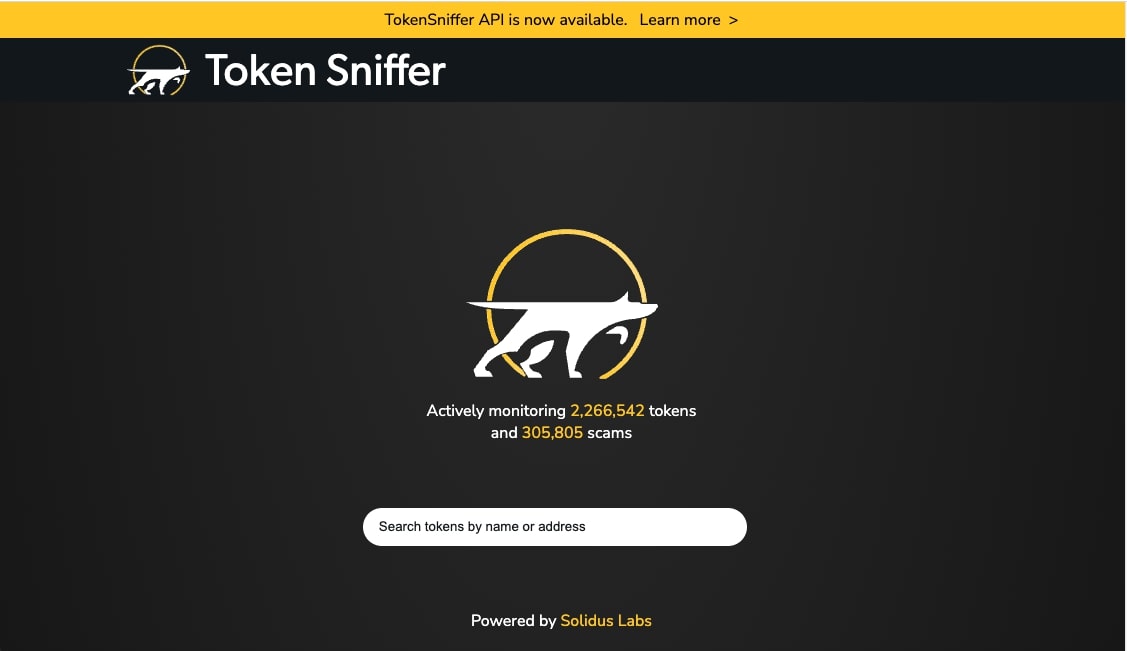 TokenSniffer API is now available. Learn more >
Token Sniffer
Actively monitoring 2,266,542 tokens
and 305,805 scams
Search tokens by name or address
Powered by Solidus Labs